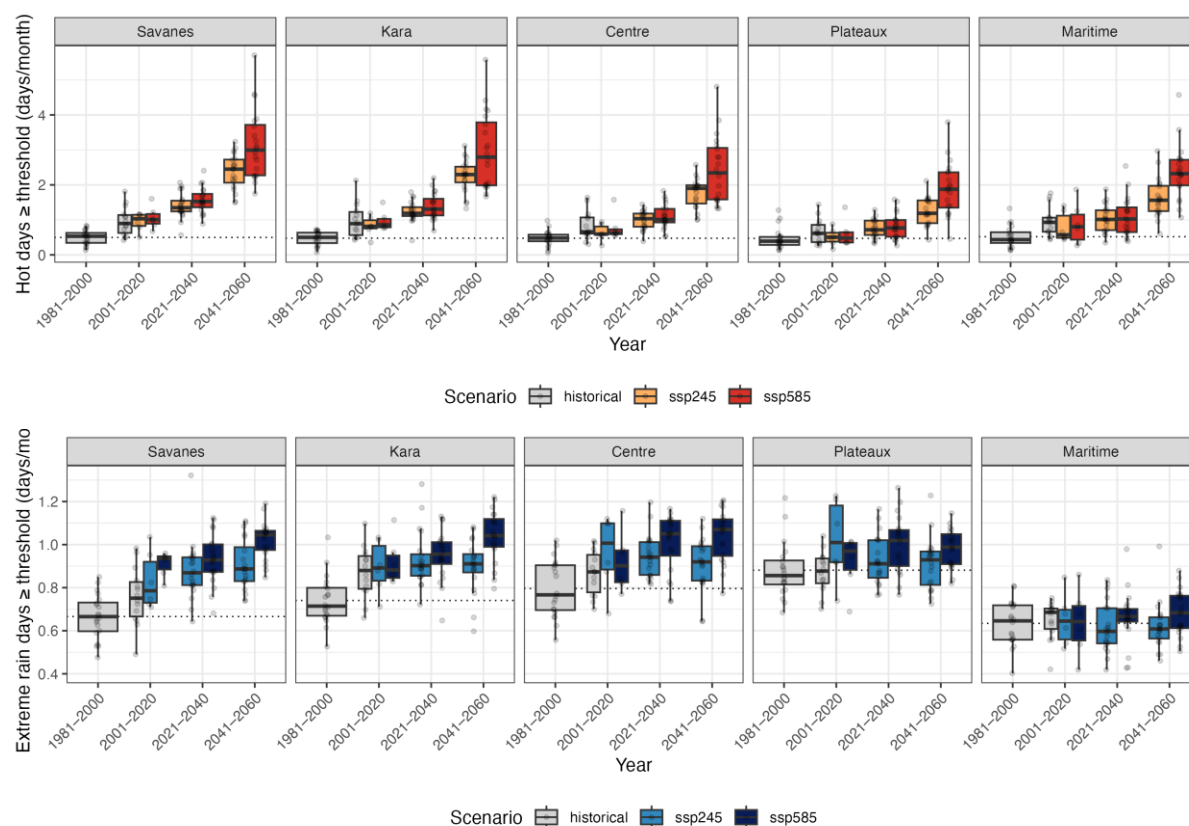 Savanes Kara Centre Plateaux Maritime
Hot days ≥ threshold (days/month)
4
2
0
1981−2000 2001−2020 2021−2040 2041−2060 1981−2000 2001−2020 2021−2040 2041−2060 1981−2000 2001−2020 2021−2040 2041−2060 1981−2000 2001−2020 2021−2040 2041−2060 1981−2000 2001−2020 2021−2040 2041−2060
Year
Scenario historical ssp245 ssp585
Savanes Kara Centre Plateaux Maritime
Extreme rain days ≥ threshold (days/mo
1.2
1.0
0.8
0.6
0.4
1981−2000 2001−2020 2021−2040 2041−2060 1981−2000 2001−2020 2021−2040 2041−2060 1981−2000 2001−2020 2021−2040 2041−2060 1981−2000 2001−2020 2021−2040 2041−2060 1981−2000 2001−2020 2021−2040 2041−2060
Year
Scenario historical ssp245 ssp585